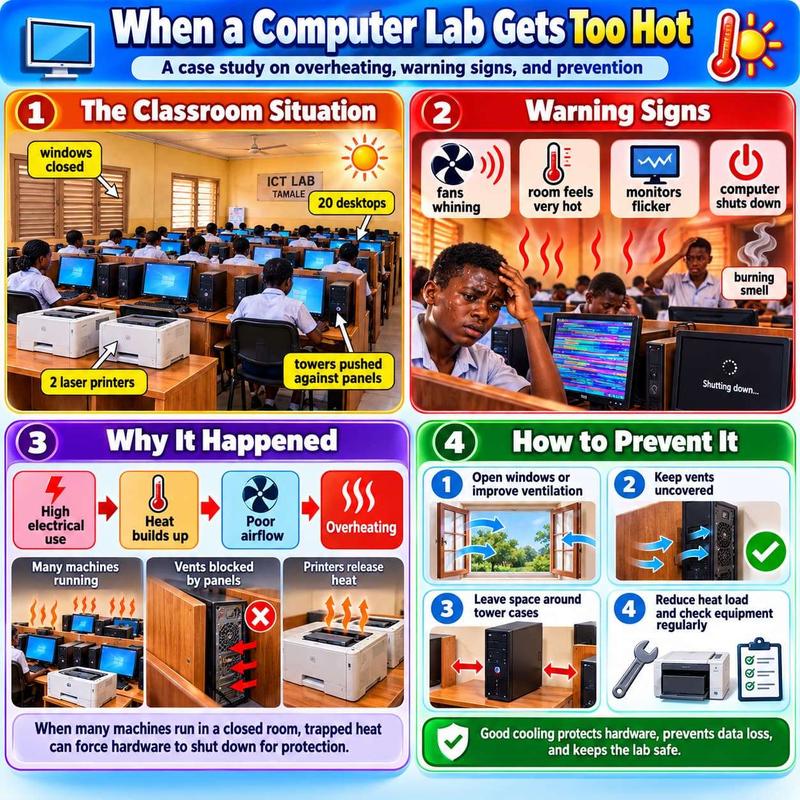 When a Computer Lab Gets Too Hot
A case study on overheating, warning signs, and prevention
1 The Classroom Situation
windows
closed
ICT LAB
TAMALE
20 desktops
2 laser printers
towers pushed
against panels
2 Warning Signs
fans
whining
room feels
very hot
monitors
flicker
computer
shuts down
burning
smell
Shutting down...
3 Why It Happened
High
electrical
use
Heat
builds up
Poor
airflow
Overheating
Many machines
running
Vents blocked
by panels
Printers release
heat
When many machines run in a closed room, trapped heat
can force hardware to shut down for protection.
4 How to Prevent It
1 Open windows or
improve ventilation
2 Keep vents
uncovered
3 Leave space around
tower cases
4 Reduce heat load
and check equipment
regularly
Good cooling protects hardware, prevents data loss,
and keeps the lab safe.